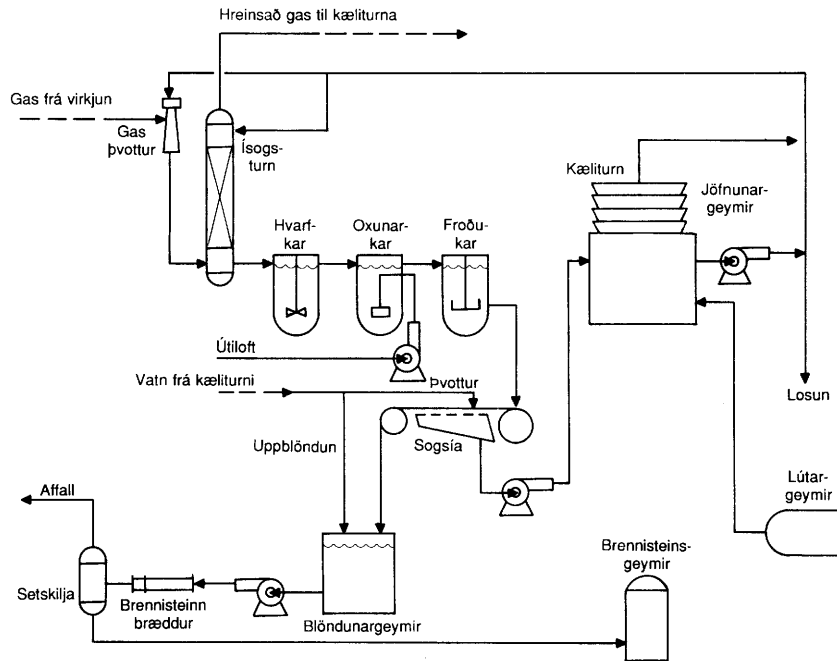 Hreinsað gas til kæliturna
Gas frá virkjun
Gas
þvottur
Ísogs-
turn
Kæliturn
Jöfnunar-
geymir
Hvarf-
kar
Oxunar-
kar
Froðu-
kar
Útiloft
Vatn frá kæliturni
Þvottur
Losun
Uppblöndun
Sogsía
Affall
Lútar-
geymir
Brennisteins-
geymir
Setskilja
Brennisteinn
bræddur
Blöndunargeymir